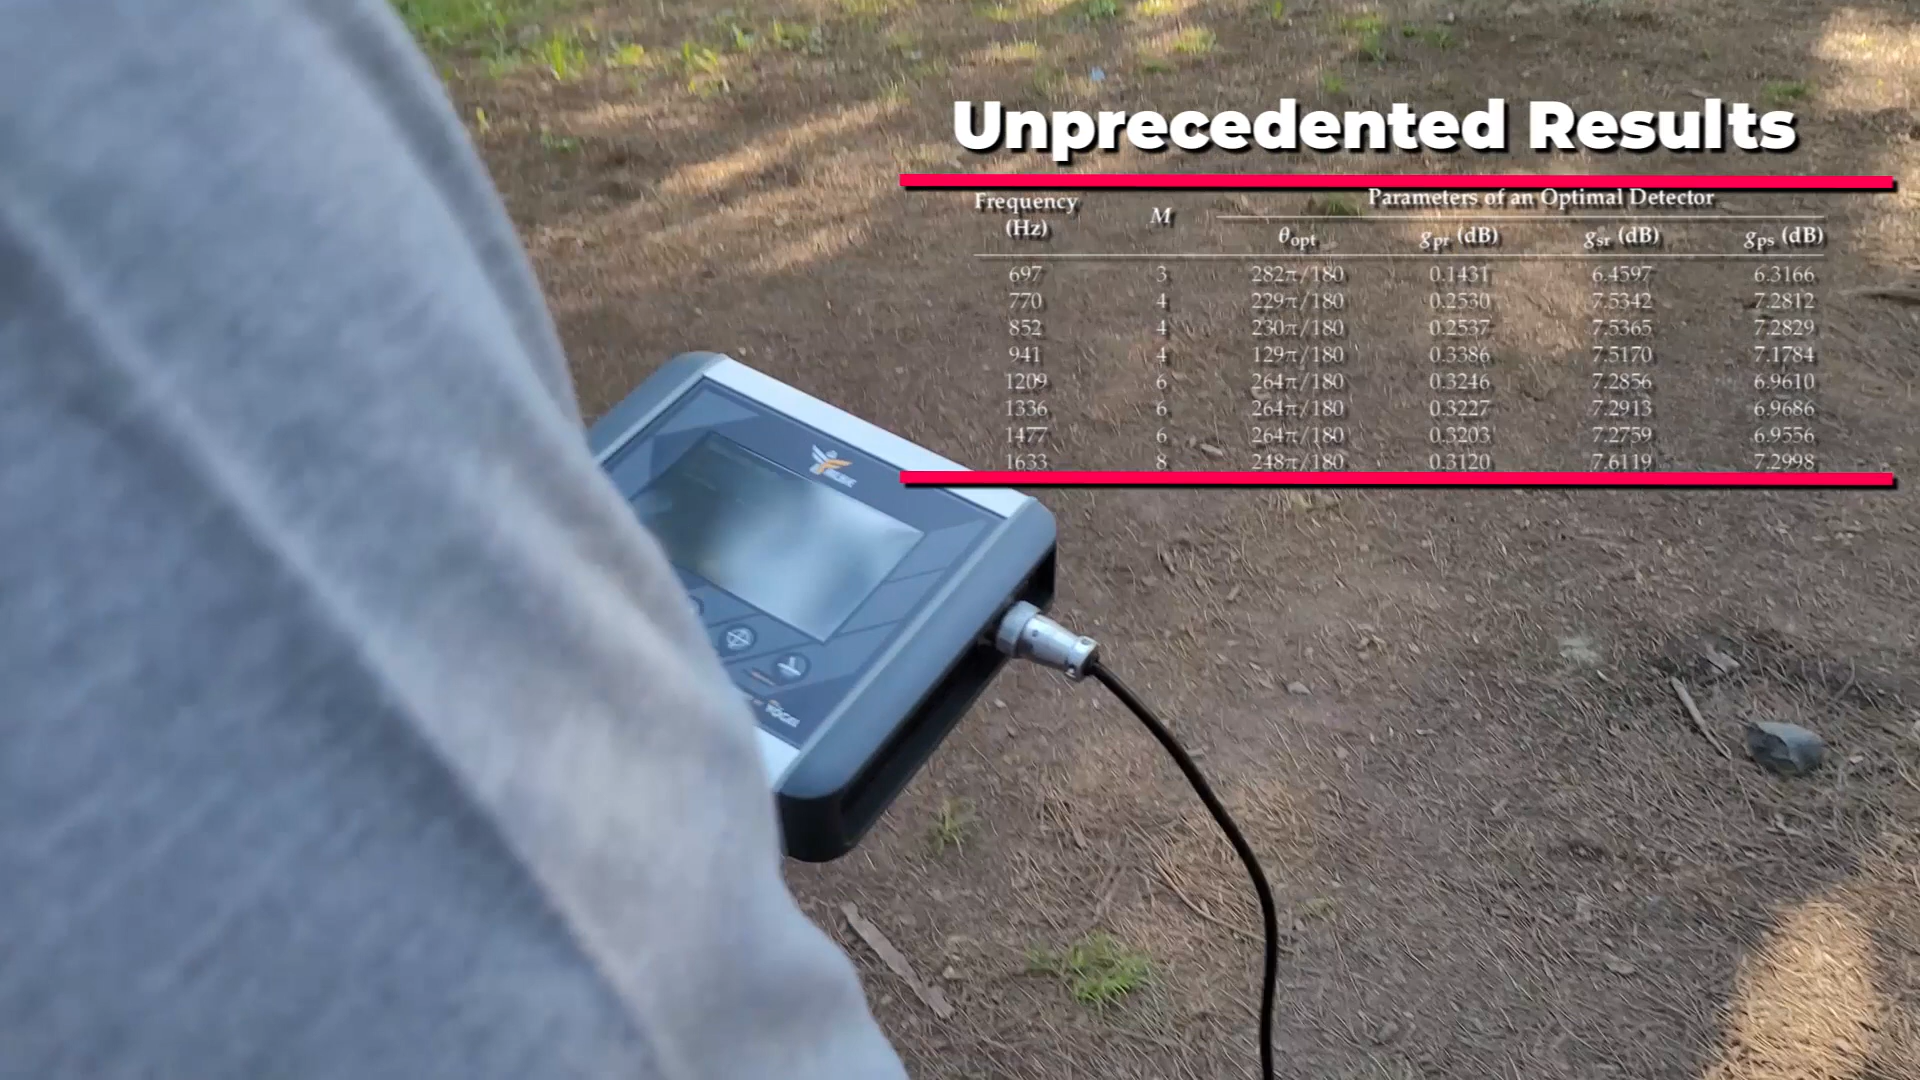 Unprecedented Results
Frequency (Hz) M Parameters of an Optimal Detector
θopt gpr (dB) gsr (dB) gps (dB)
697 3 282π/180 0.1431 6.4597 6.3166
770 4 229π/180 0.2530 7.5342 7.2812
852 4 230π/180 0.2537 7.5365 7.2829
941 4 129π/180 0.3386 7.5170 7.1784
1209 6 264π/180 0.3246 7.2856 6.9610
1336 6 264π/180 0.3227 7.2913 6.9686
1477 6 264π/180 0.3203 7.2759 6.9556
1633 8 248π/180 0.3120 7.6119 7.2998